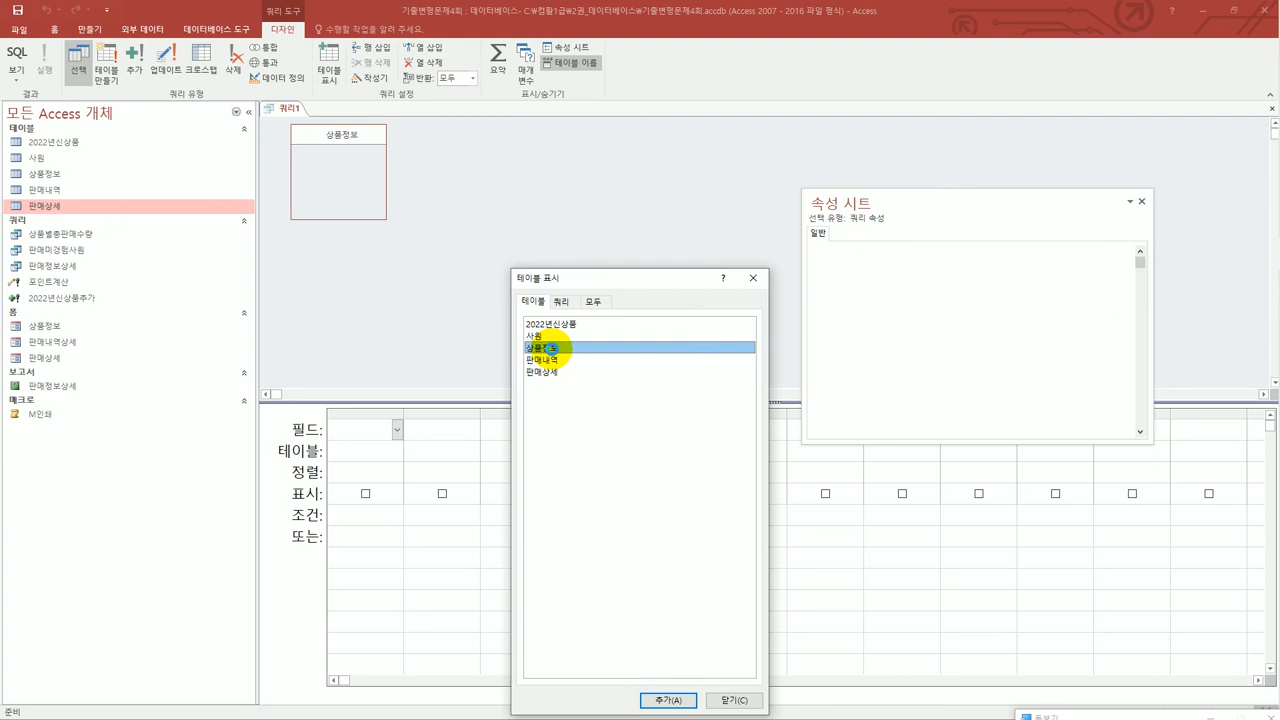 쿼리 도구
기출변형문제4회 : 데이터베이스- C:₩컴활1급₩2권_데이터베이스₩기출변형문제4회.accdb (Access 2007 - 2016 파일 형식) - Access
파일 홈 만들기 외부 데이터 데이터베이스 도구 디자인 수행할 작업을 알려 주세요.
SQL
보기
실행
선택
테이블 만들기
추가
업데이트
크로스탭
삭제
통합
통과
데이터 정의
테이블 표시
행 삽입
행 삭제
작성기
열 삽입
열 삭제
반환: 모두
요약
매개 변수
속성 시트
테이블 이름
결과 쿼리 유형 쿼리 설정 표시/숨기기
모든 Access 개체
테이블
2022년신상품
사원
상품정보
판매내역
판매상세
쿼리
상품별총판매수량
판매미경험사원
판매정보상세
포인트계산
2022년신상품추가
폼
상품정보
판매내역상세
판매상세
보고서
판매정보상세
매크로
M인쇄
쿼리1
상품정보
속성 시트
선택 유형: 쿼리 속성
일반
테이블 표시
테이블 쿼리 모두
2022년신상품
사원
상품정보
판매내역
판매상세
추가(A) 닫기(C)
필드:
테이블:
정렬:
표시:
조건:
또는:
준비
돋보기